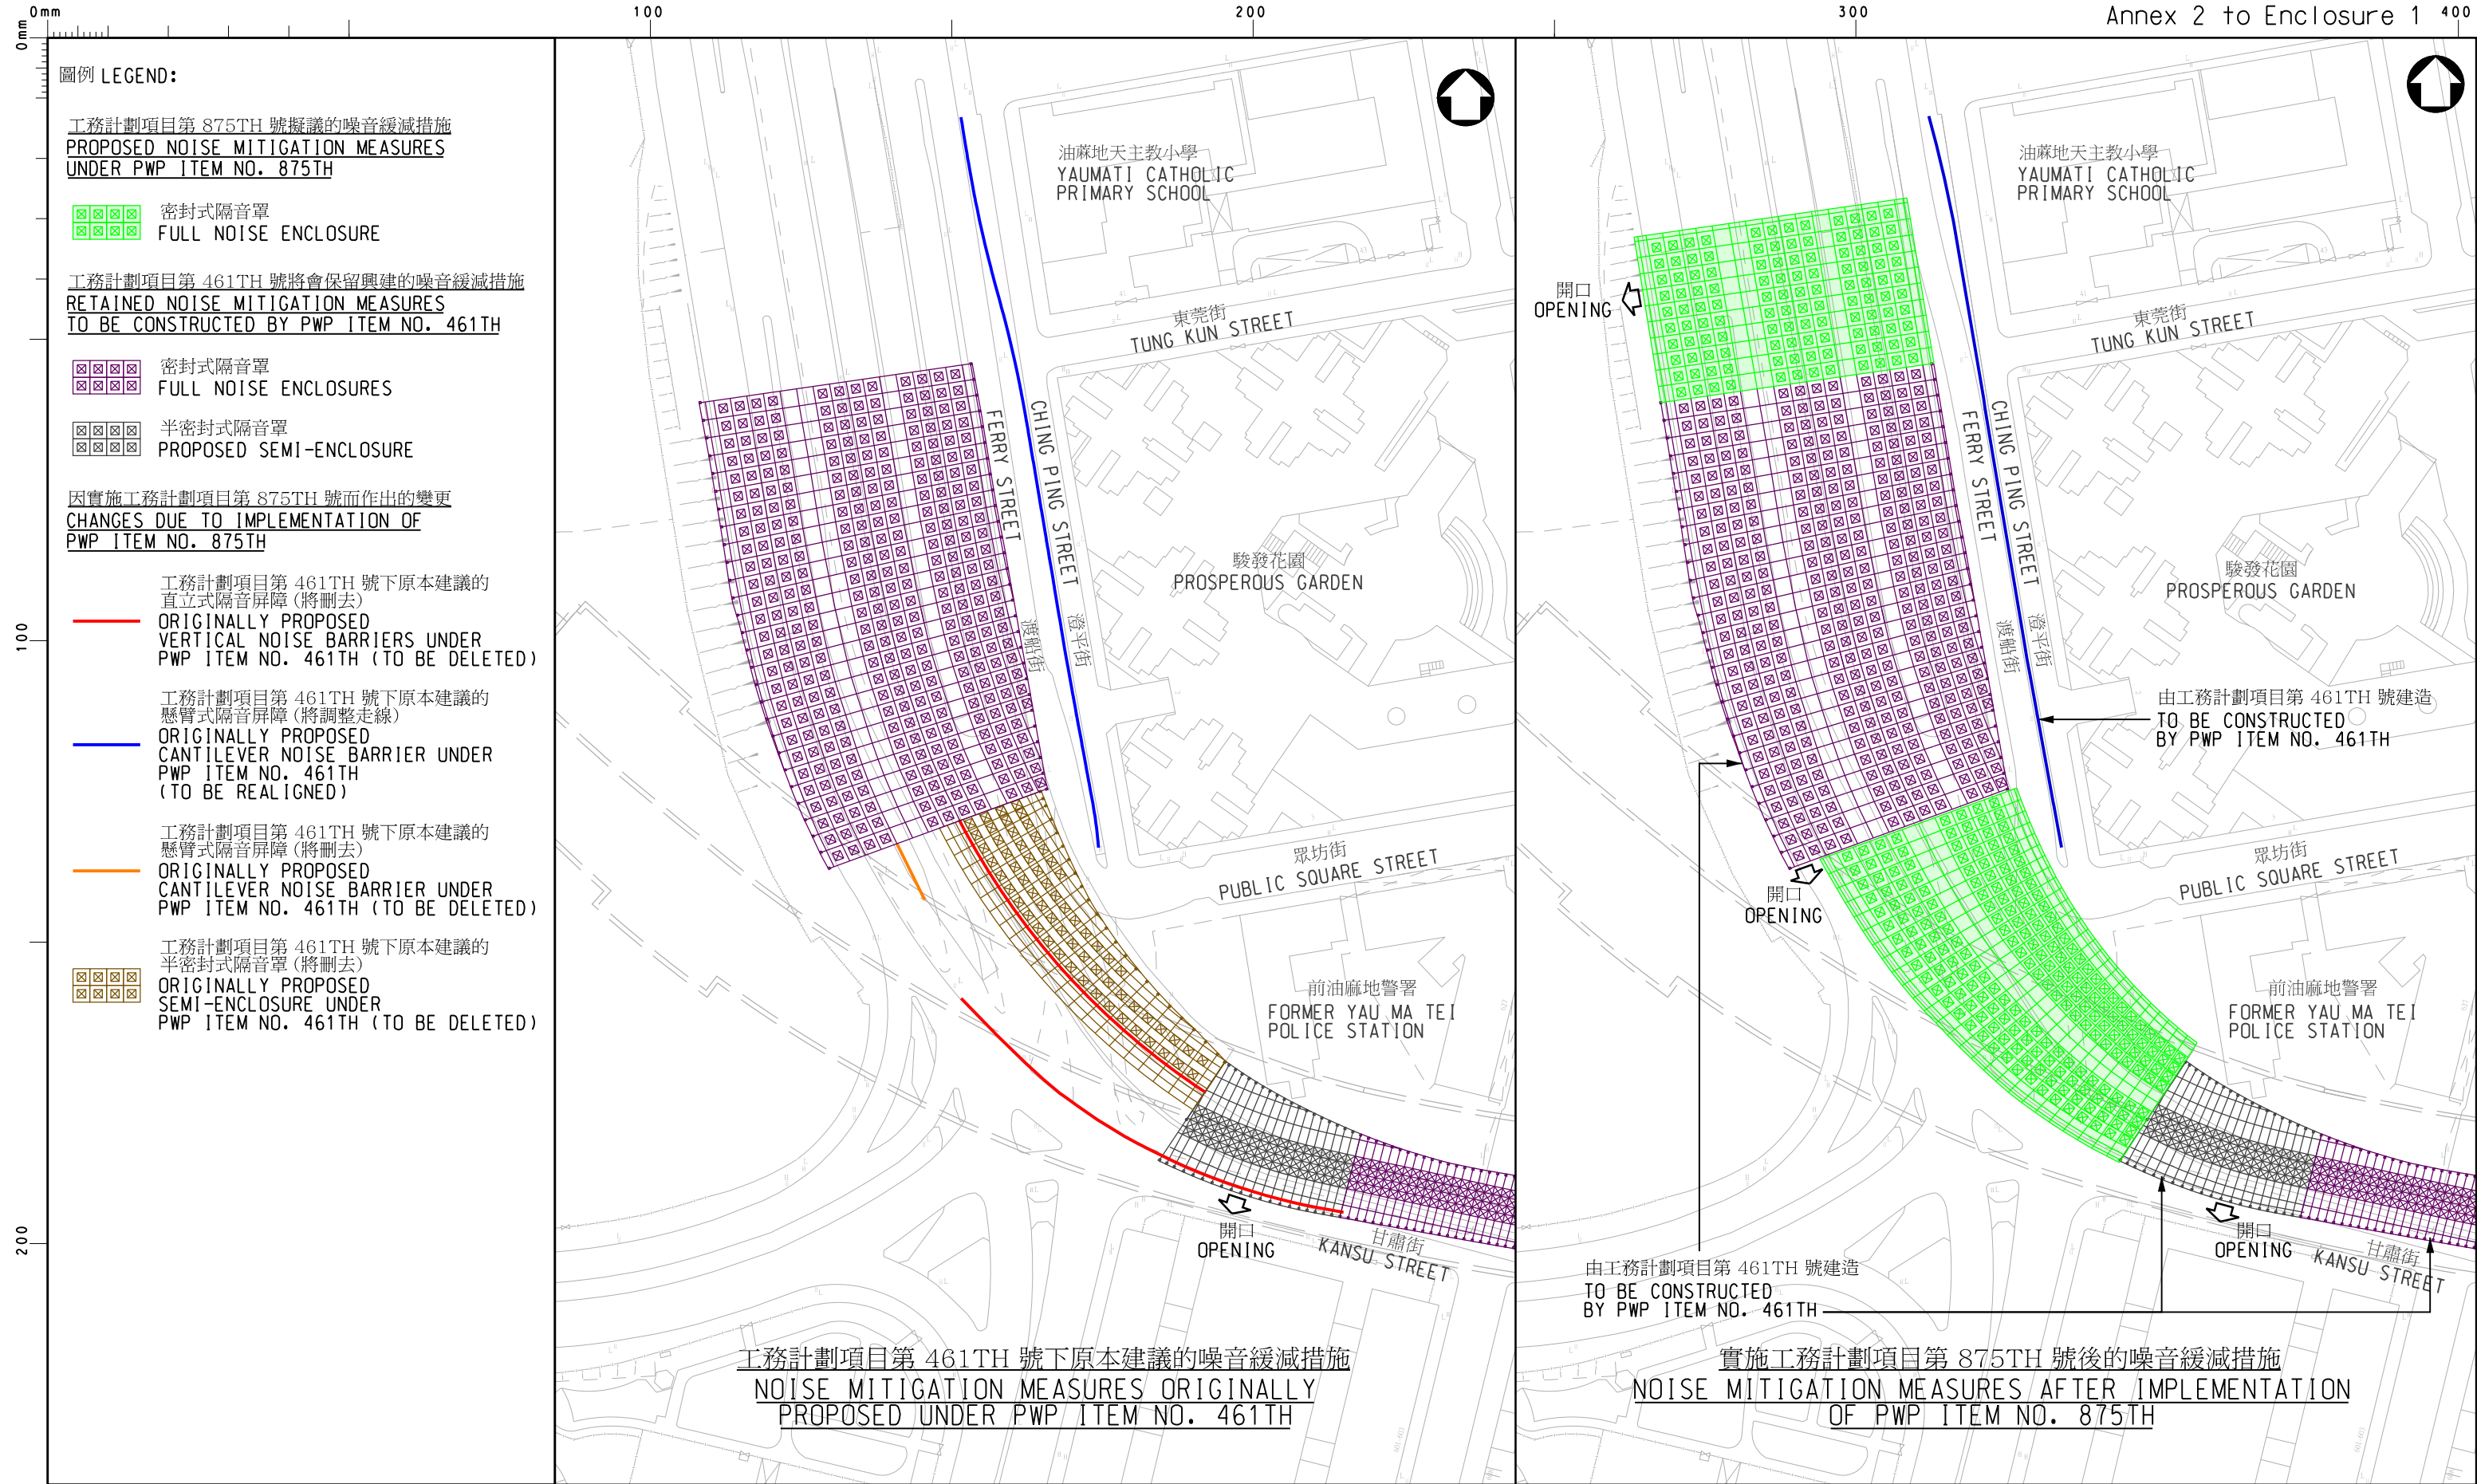 0mm
100
200
300
400
Annex 2 to Enclosure 1
0mm
100
200
圖例 LEGEND:
工務計劃項目第 875TH 號擬議的噪音緩減措施
PROPOSED NOISE MITIGATION MEASURES
UNDER PWP ITEM NO. 875TH
密封式隔音罩
FULL NOISE ENCLOSURE
工務計劃項目第 461TH 號將會保留興建的噪音緩減措施
RETAINED NOISE MITIGATION MEASURES
TO BE CONSTRUCTED BY PWP ITEM NO. 461TH
密封式隔音罩
FULL NOISE ENCLOSURES
半密封式隔音罩
PROPOSED SEMI-ENCLOSURE
因實施工務計劃項目第 875TH 號而作出的變更
CHANGES DUE TO IMPLEMENTATION OF
PWP ITEM NO. 875TH
工務計劃項目第 461TH 號下原本建議的
直立式隔音屏障 (將刪去)
ORIGINALLY PROPOSED
VERTICAL NOISE BARRIERS UNDER
PWP ITEM NO. 461TH (TO BE DELETED)
工務計劃項目第 461TH 號下原本建議的
懸臂式隔音屏障 (將調整走線)
ORIGINALLY PROPOSED
CANTILEVER NOISE BARRIER UNDER
PWP ITEM NO. 461TH
(TO BE REALIGNED)
工務計劃項目第 461TH 號下原本建議的
懸臂式隔音屏障 (將刪去)
ORIGINALLY PROPOSED
CANTILEVER NOISE BARRIER UNDER
PWP ITEM NO. 461TH (TO BE DELETED)
工務計劃項目第 461TH 號下原本建議的
半密封式隔音罩 (將刪去)
ORIGINALLY PROPOSED
SEMI-ENCLOSURE UNDER
PWP ITEM NO. 461TH (TO BE DELETED)
油蔴地天主教小學
YAUMATI CATHOLIC
PRIMARY SCHOOL
東莞街
TUNG KUN STREET
FERRY STREET
渡船街
CHING PING STREET
澄平街
駿發花園
PROSPEROUS GARDEN
眾坊街
PUBLIC SQUARE STREET
前油麻地警署
FORMER YAU MA TEI
POLICE STATION
開口
OPENING
甘肅街
KANSU STREET
工務計劃項目第 461TH 號下原本建議的噪音緩減措施
NOISE MITIGATION MEASURES ORIGINALLY
PROPOSED UNDER PWP ITEM NO. 461TH
油蔴地天主教小學
YAUMATI CATHOLIC
PRIMARY SCHOOL
開口
OPENING
東莞街
TUNG KUN STREET
FERRY STREET
渡船街
CHING PING STREET
澄平街
駿發花園
PROSPEROUS GARDEN
由工務計劃項目第 461TH 號建造
TO BE CONSTRUCTED
BY PWP ITEM NO. 461TH
眾坊街
PUBLIC SQUARE STREET
開口
OPENING
前油麻地警署
FORMER YAU MA TEI
POLICE STATION
開口
OPENING
甘肅街
KANSU STREET
由工務計劃項目第 461TH 號建造
TO BE CONSTRUCTED
BY PWP ITEM NO. 461TH
實施工務計劃項目第 875TH 號後的噪音緩減措施
NOISE MITIGATION MEASURES AFTER IMPLEMENTATION
OF PWP ITEM NO. 875TH